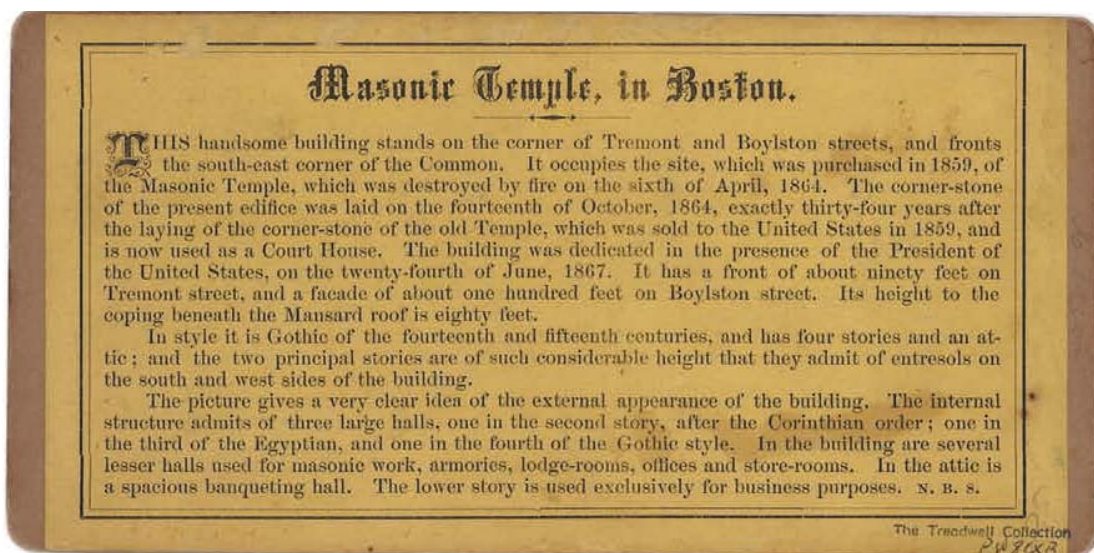 Masonic Temple, in Boston.
THIS handsome building stands on the corner of Tremont and Boylston streets, and fronts
the south-east corner of the Common. It occupies the site, which was purchased in 1859, of
the Masonic Temple, which was destroyed by fire on the sixth of April, 1864. The corner-stone
of the present edifice was laid on the fourteenth of October, 1864, exactly thirty-four years after
the laying of the corner-stone of the old Temple, which was sold to the United States in 1859, and
is now used as a Court House. The building was dedicated in the presence of the President of
the United States, on the twenty-fourth of June, 1867. It has a front of about ninety feet on
Tremont street, and a facade of about one hundred feet on Boylston street. Its height to the
coping beneath the Mansard roof is eighty feet.
In style it is Gothic of the fourteenth and fifteenth centuries, and has four stories and an at-
tic; and the two principal stories are of such considerable height that they admit of entresols on
the south and west sides of the building.
The picture gives a very clear idea of the external appearance of the building. The internal
structure admits of three large halls, one in the second story, after the Corinthian order; one in
the third of the Egyptian, and one in the fourth of the Gothic style. In the building are several
lesser halls used for masonic work, armories, lodge-rooms, offices and store-rooms. In the attic is
a spacious banqueting hall. The lower story is used exclusively for business purposes. N. B. S.
The Treadwell Collection